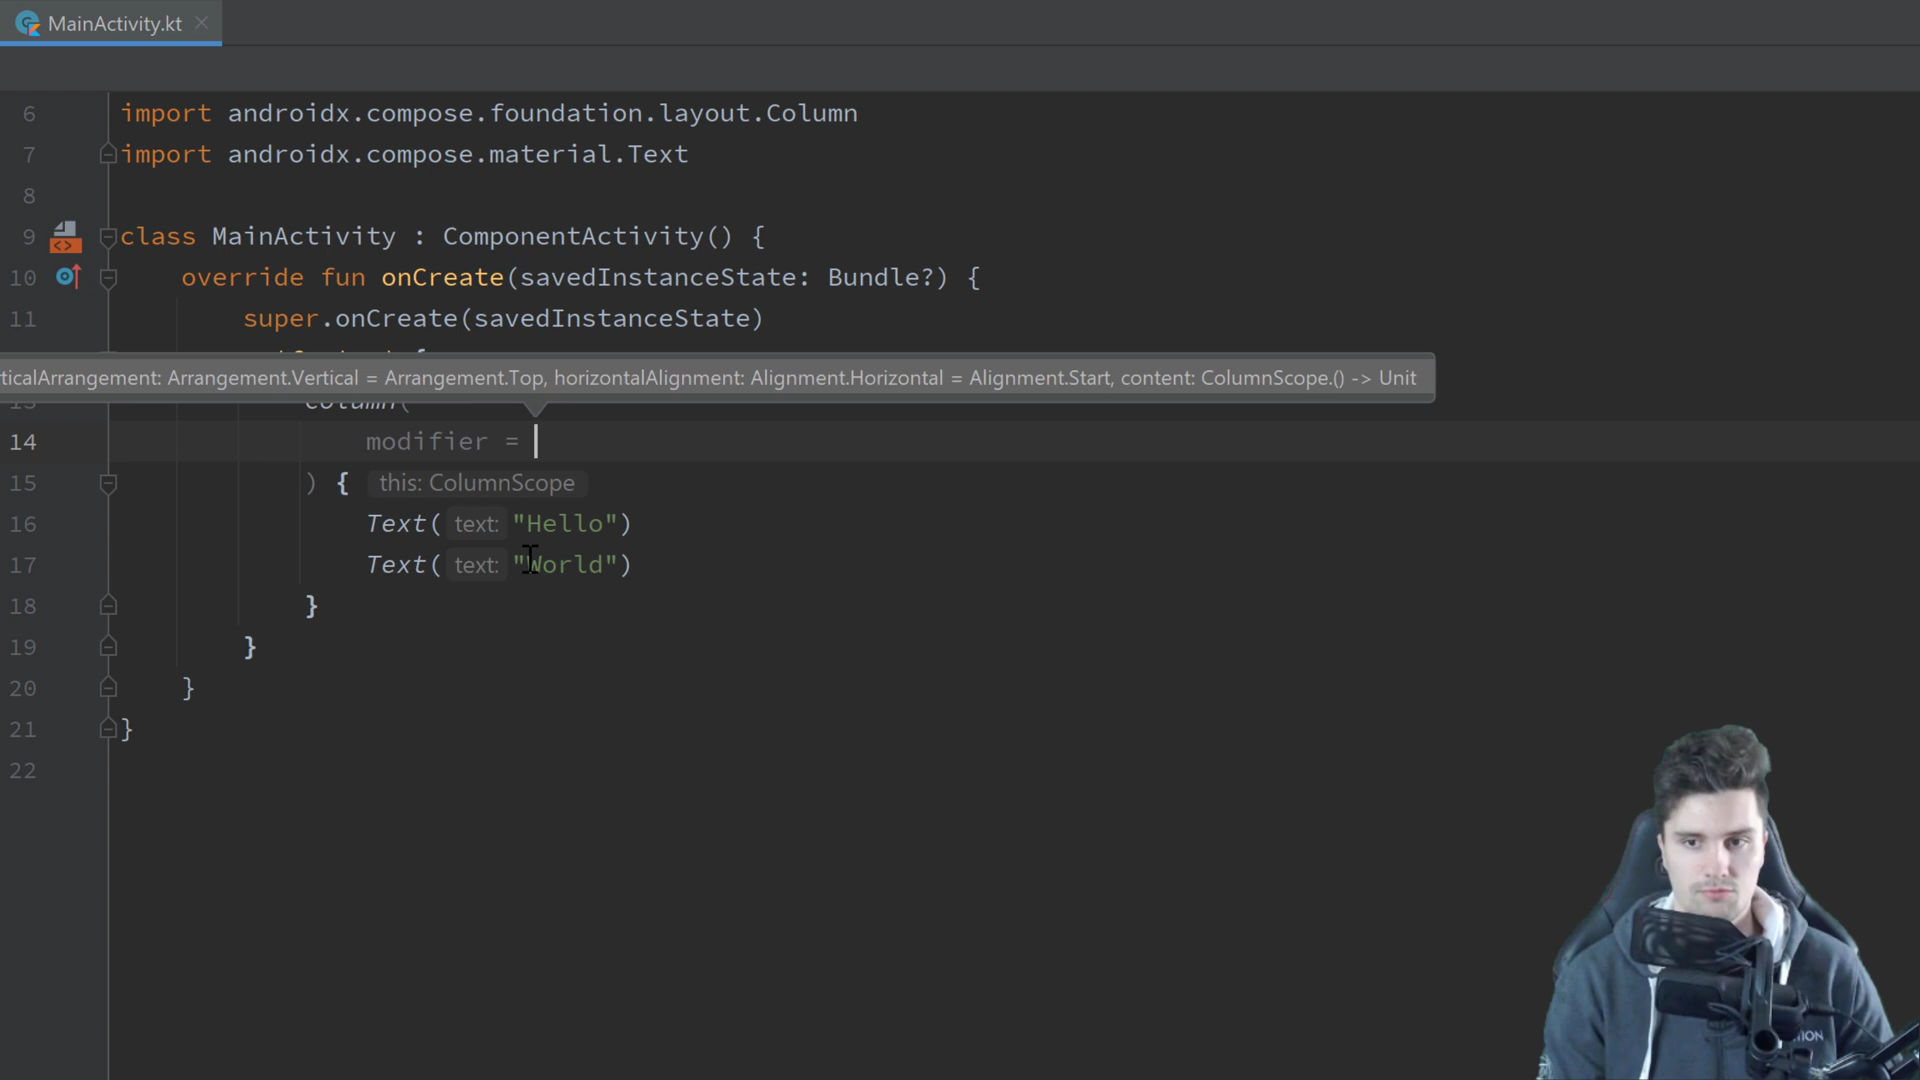 MainActivity.kt
6 import androidx.compose.foundation.layout.Column
7 import androidx.compose.material.Text
8
9 class MainActivity : ComponentActivity() {
10 override fun onCreate(savedInstanceState: Bundle?) {
11 super.onCreate(savedInstanceState)
ticalArrangement: Arrangement.Vertical = Arrangement.Top, horizontalAlignment: Alignment.Horizontal = Alignment.Start, content: ColumnScope.() -> Unit
13 Column(
14 modifier =
15 ) { this: ColumnScope
16 Text( text: "Hello")
17 Text( text: "World")
18 }
19 }
20 }
21 }
22